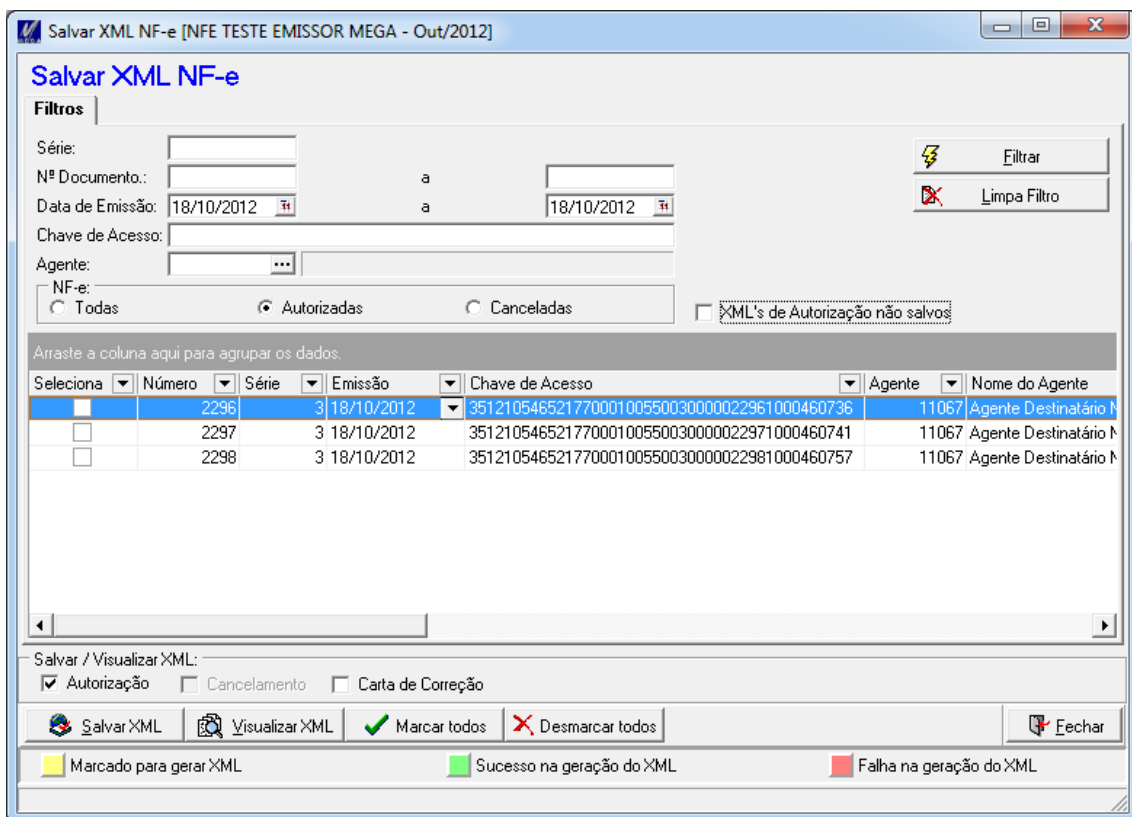 Salvar XML NF-e [NFE TESTE EMISSOR MEGA - Out/2012]
Salvar XML NF-e
Filtros
Série:
Filtrar
Nº Documento.: a
Limpa Filtro
Data de Emissão: 18/10/2012 a 18/10/2012
Chave de Acesso:
Agente: ...
NF-e:
Todas Autorizadas Canceladas XML's de Autorização não salvos
Arraste a coluna aqui para agrupar os dados.
Seleciona Número Série Emissão Chave de Acesso Agente Nome do Agente
2296 3 18/10/2012 35121054652177000100550030000022961000460736 11067 Agente Destinatário N
2297 3 18/10/2012 35121054652177000100550030000022971000460741 11067 Agente Destinatário N
2298 3 18/10/2012 35121054652177000100550030000022981000460757 11067 Agente Destinatário N
Salvar / Visualizar XML:
Autorização Cancelamento Carta de Correção
Salvar XML Visualizar XML Marcar todos Desmarcar todos Fechar
Marcado para gerar XML Sucesso na geração do XML Falha na geração do XML